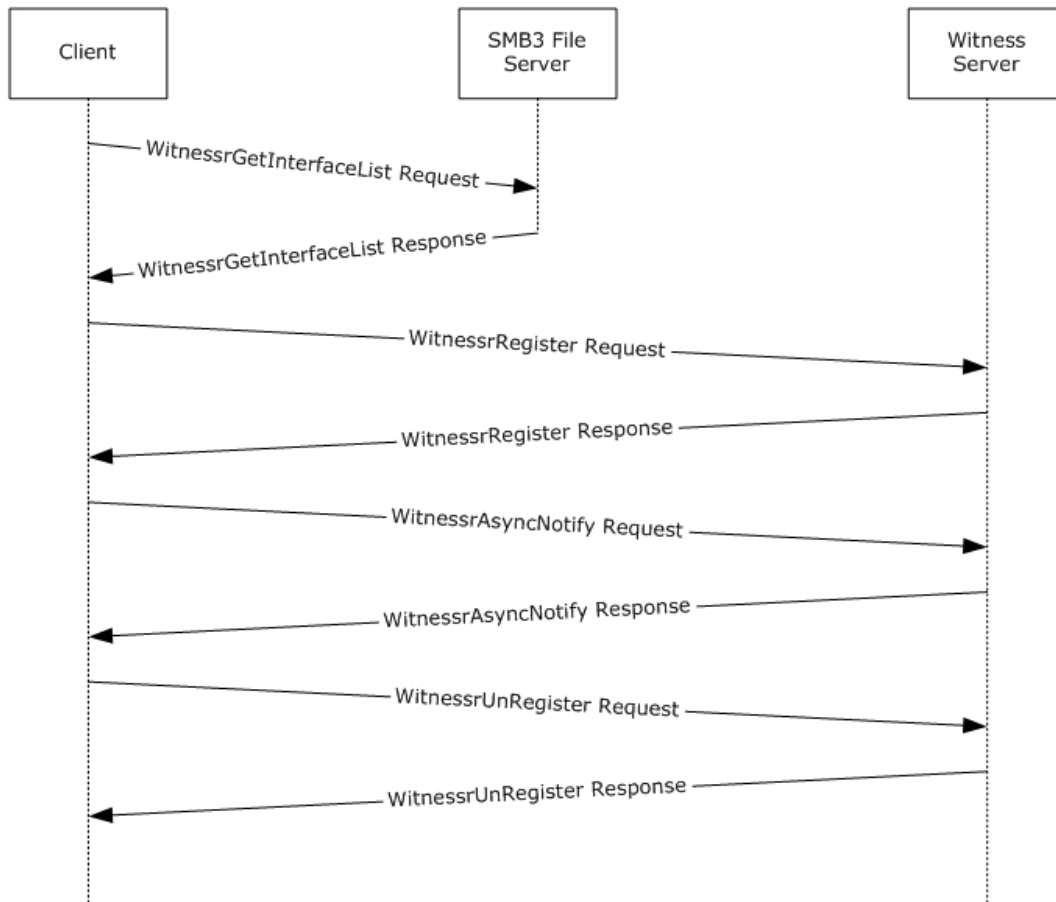 Client
SMB3 File
Server
Witness
Server
WitnessrGetInterfaceList Request
WitnessrGetInterfaceList Response
WitnessrRegister Request
WitnessrRegister Response
WitnessrAsyncNotify Request
WitnessrAsyncNotify Response
WitnessrUnRegister Request
WitnessrUnRegister Response